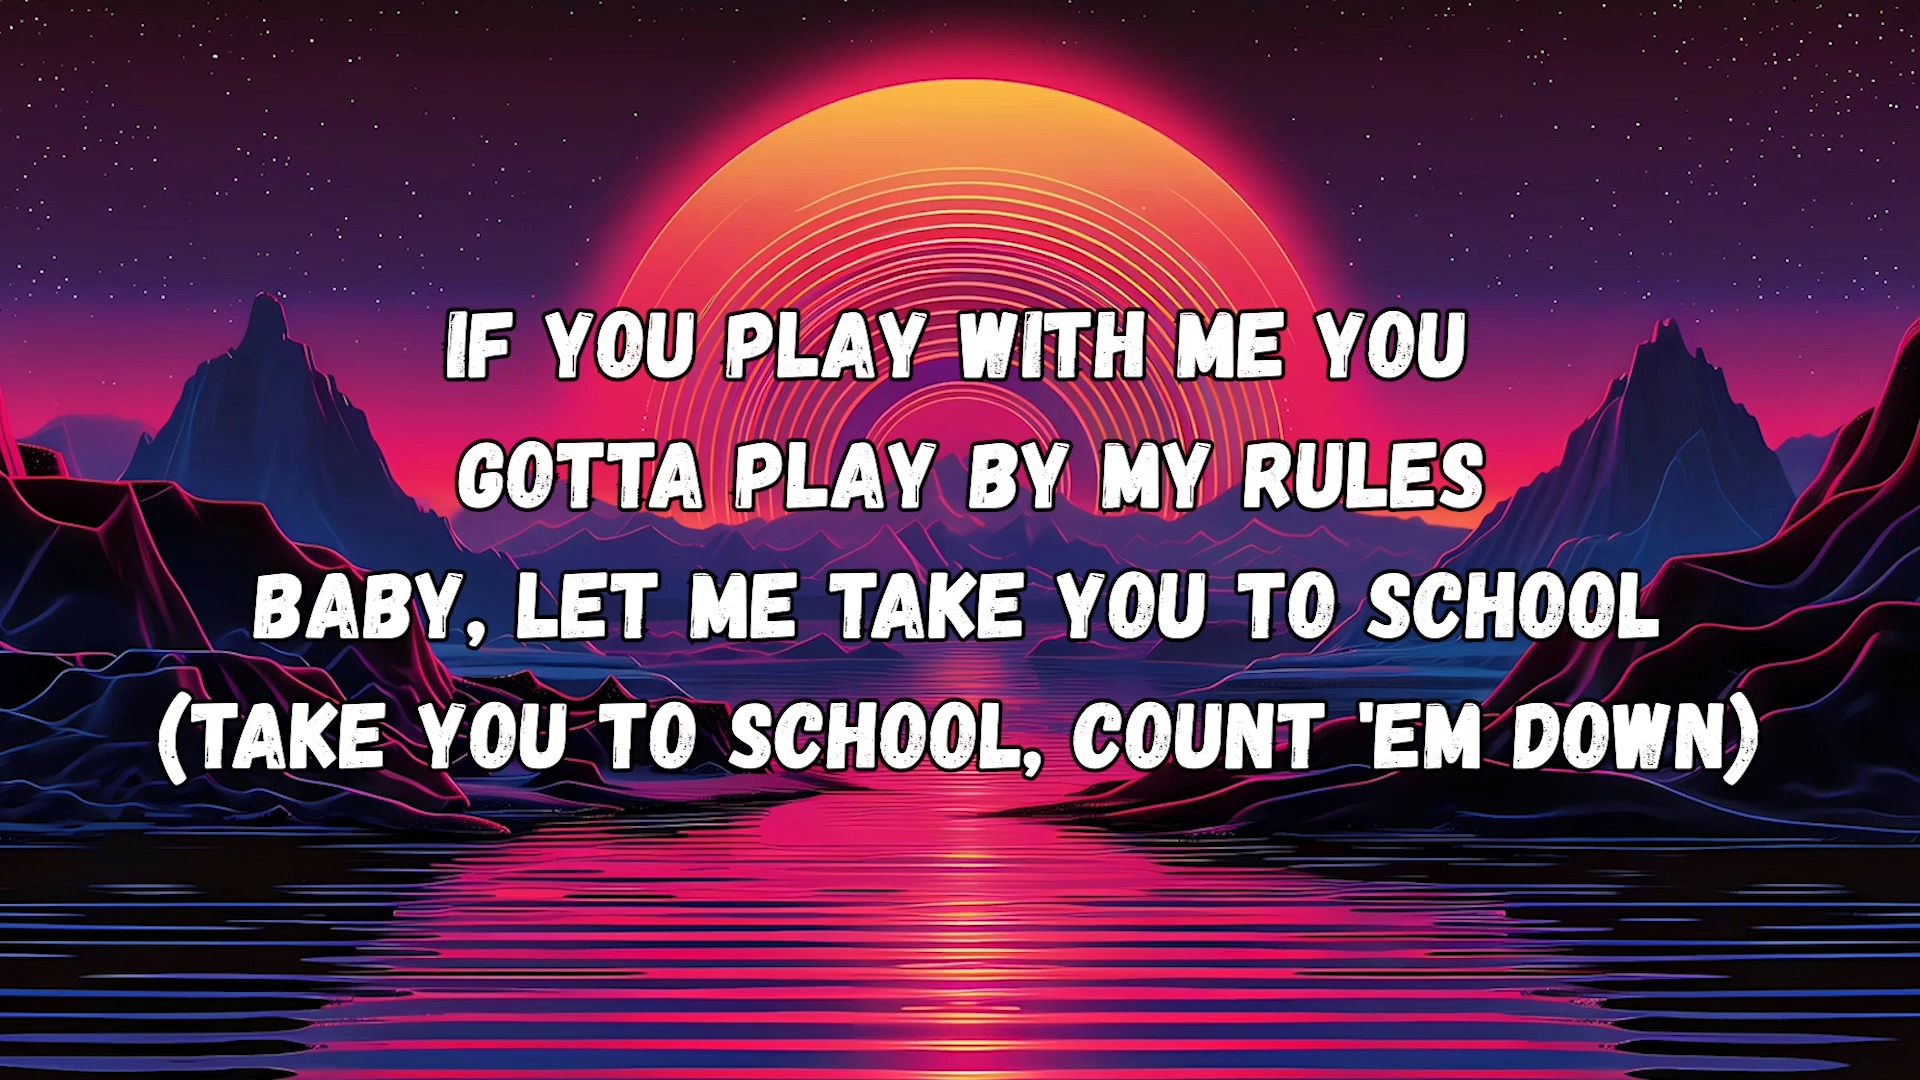 IF YOU PLAY WITH ME YOU
GOTTA PLAY BY MY RULES
BABY, LET ME TAKE YOU TO SCHOOL
(TAKE YOU TO SCHOOL, COUNT 'EM DOWN)